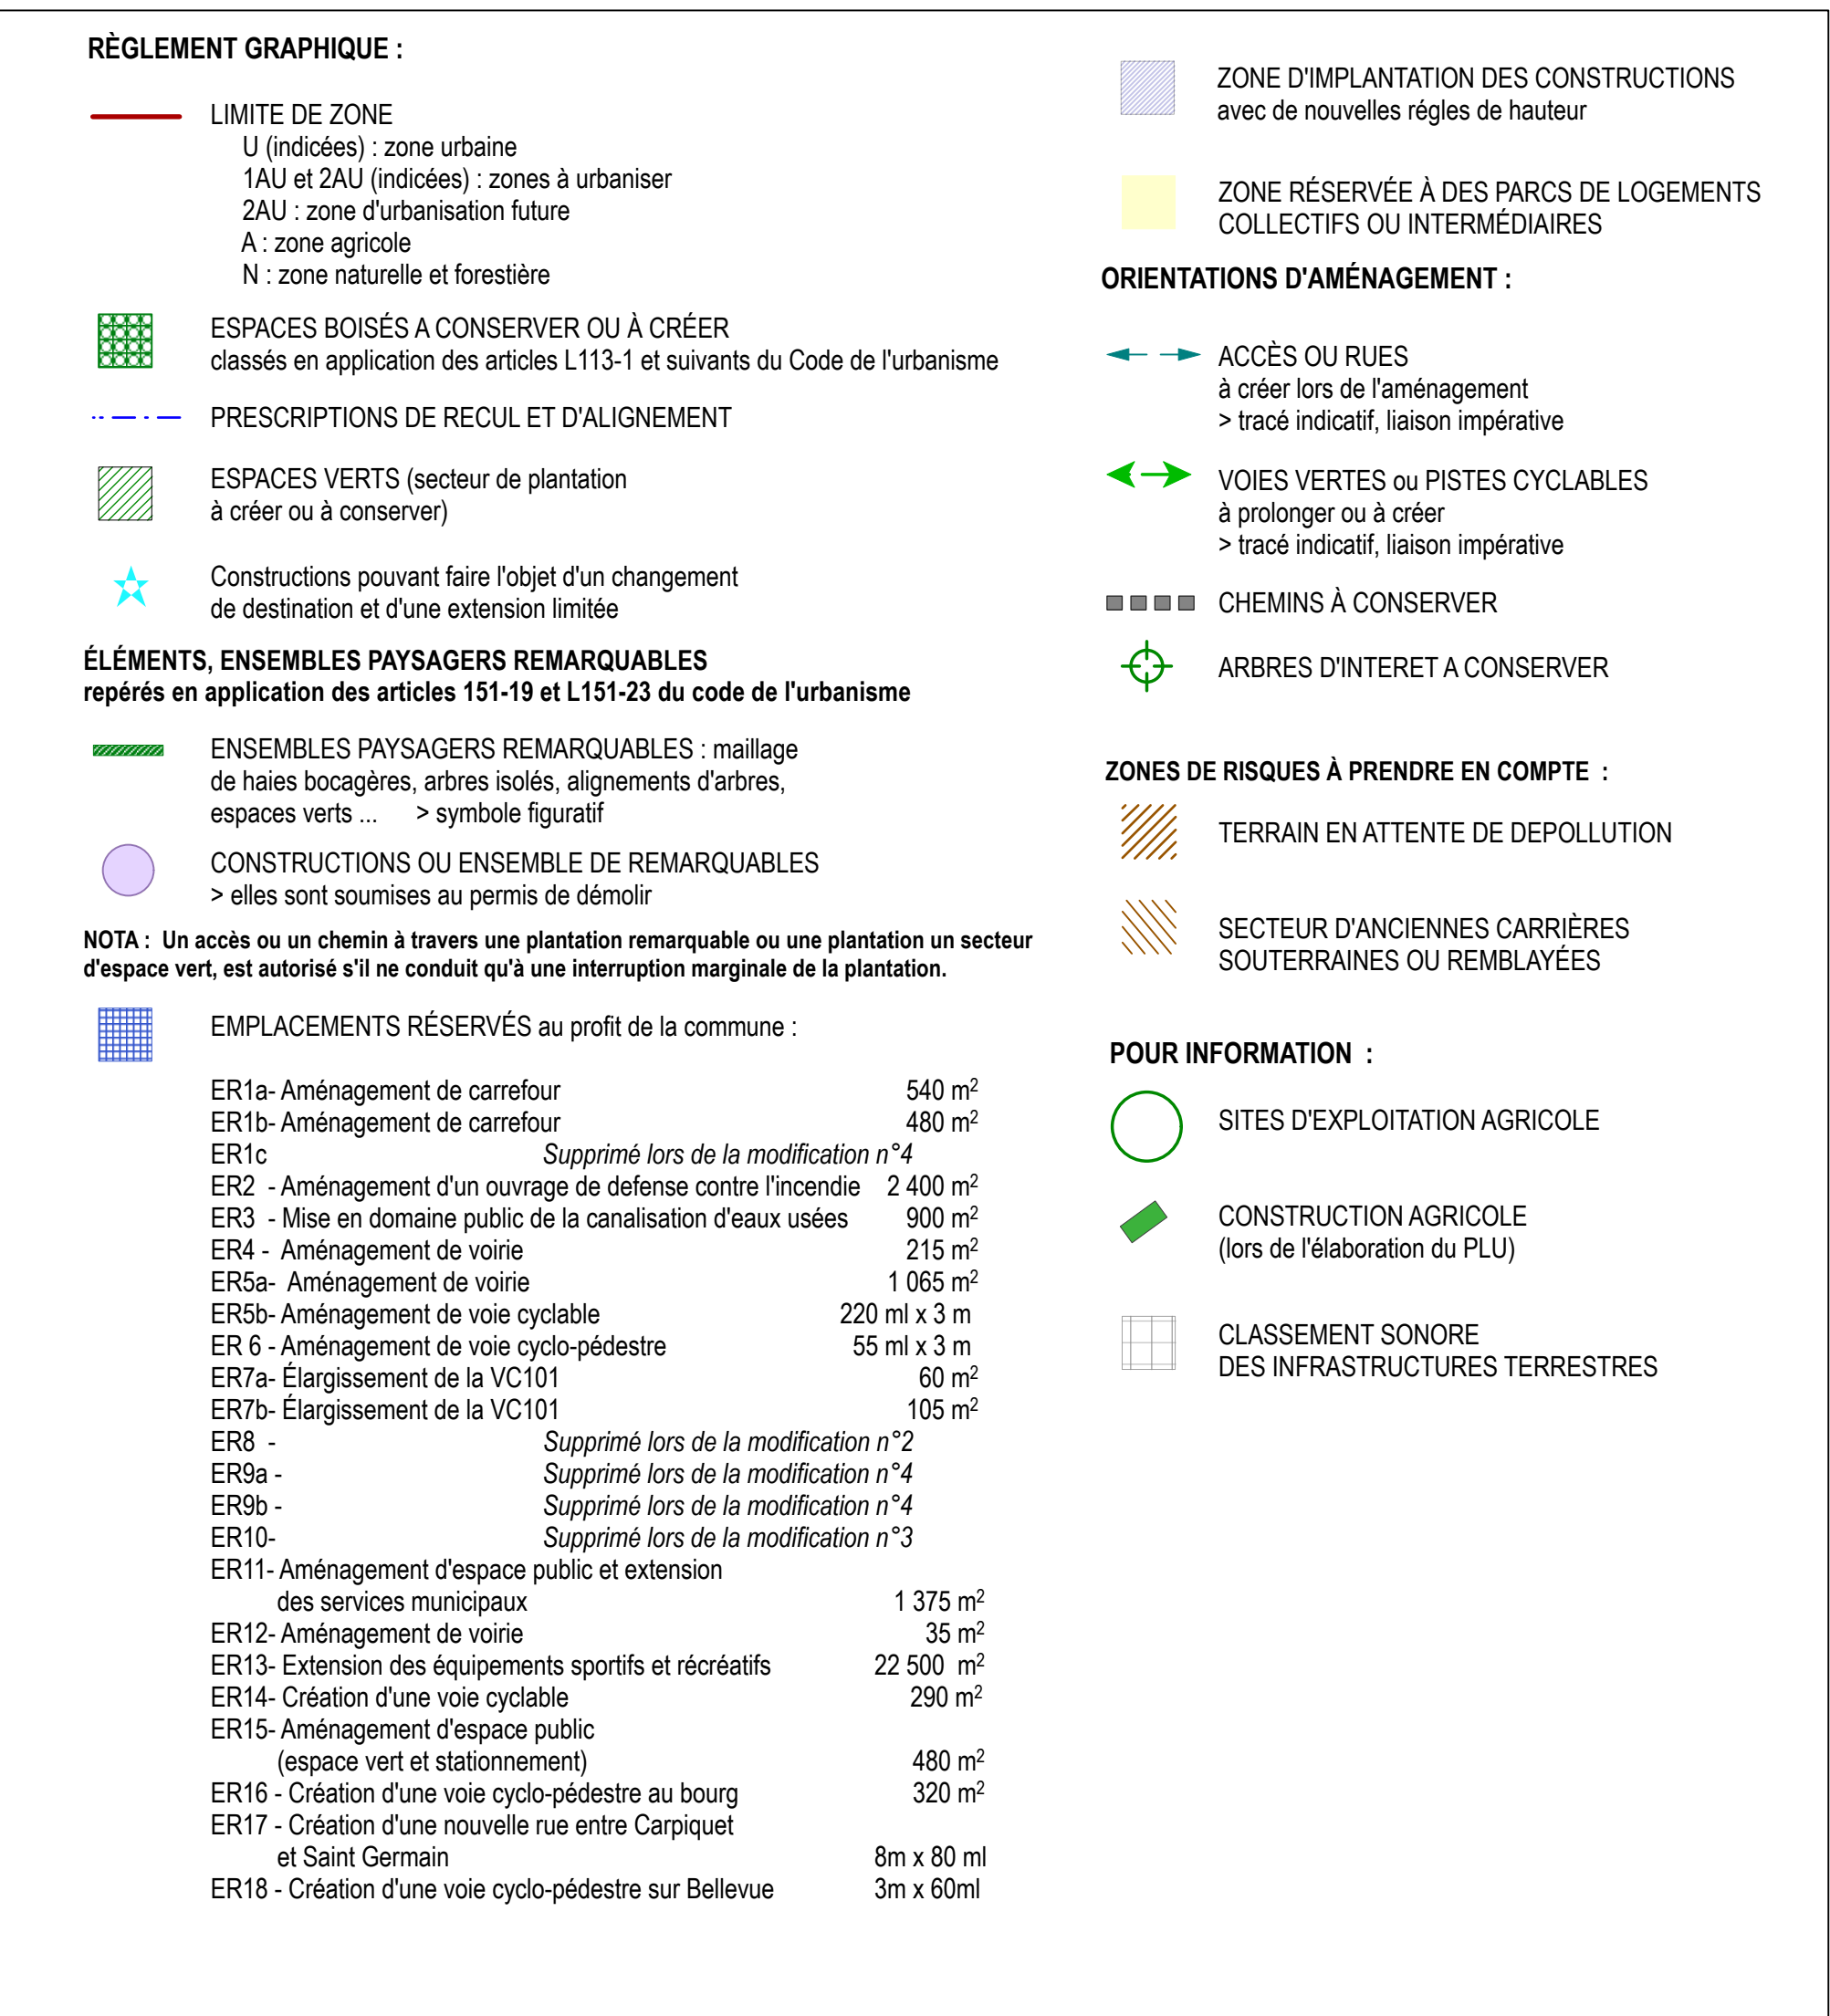 RÈGLEMENT GRAPHIQUE :
LIMITE DE ZONE
U (indicées) : zone urbaine
1AU et 2AU (indicées) : zones à urbaniser
2AU : zone d'urbanisation future
A : zone agricole
N : zone naturelle et forestière
ESPACES BOISÉS A CONSERVER OU À CRÉER
classés en application des articles L113-1 et suivants du Code de l'urbanisme
PRESCRIPTIONS DE RECUL ET D'ALIGNEMENT
ESPACES VERTS (secteur de plantation
à créer ou à conserver)
Constructions pouvant faire l'objet d'un changement
de destination et d'une extension limitée
ÉLÉMENTS, ENSEMBLES PAYSAGERS REMARQUABLES
repérés en application des articles 151-19 et L151-23 du code de l'urbanisme
ENSEMBLES PAYSAGERS REMARQUABLES : maillage
de haies bocagères, arbres isolés, alignements d'arbres,
espaces verts ... > symbole figuratif
CONSTRUCTIONS OU ENSEMBLE DE REMARQUABLES
> elles sont soumises au permis de démolir
NOTA : Un accès ou un chemin à travers une plantation remarquable ou une plantation un secteur
d'espace vert, est autorisé s'il ne conduit qu'à une interruption marginale de la plantation.
EMPLACEMENTS RÉSERVÉS au profit de la commune :
ER1a- Aménagement de carrefour 540 m²
ER1b- Aménagement de carrefour 480 m²
ER1c Supprimé lors de la modification n°4
ER2 - Aménagement d'un ouvrage de defense contre l'incendie 2 400 m²
ER3 - Mise en domaine public de la canalisation d'eaux usées 900 m²
ER4 - Aménagement de voirie 215 m²
ER5a- Aménagement de voirie 1 065 m²
ER5b- Aménagement de voie cyclable 220 ml x 3 m
ER 6 - Aménagement de voie cyclo-pédestre 55 ml x 3 m
ER7a- Élargissement de la VC101 60 m²
ER7b- Élargissement de la VC101 105 m²
ER8 - Supprimé lors de la modification n°2
ER9a - Supprimé lors de la modification n°4
ER9b - Supprimé lors de la modification n°4
ER10- Supprimé lors de la modification n°3
ER11- Aménagement d'espace public et extension
des services municipaux 1 375 m²
ER12- Aménagement de voirie 35 m²
ER13- Extension des équipements sportifs et récréatifs 22 500 m²
ER14- Création d'une voie cyclable 290 m²
ER15- Aménagement d'espace public
(espace vert et stationnement) 480 m²
ER16 - Création d'une voie cyclo-pédestre au bourg 320 m²
ER17 - Création d'une nouvelle rue entre Carpiquet
et Saint Germain 8m x 80 ml
ER18 - Création d'une voie cyclo-pédestre sur Bellevue 3m x 60ml
ZONE D'IMPLANTATION DES CONSTRUCTIONS
avec de nouvelles régles de hauteur
ZONE RÉSERVÉE À DES PARCS DE LOGEMENTS
COLLECTIFS OU INTERMÉDIAIRES
ORIENTATIONS D'AMÉNAGEMENT :
ACCÈS OU RUES
à créer lors de l'aménagement
> tracé indicatif, liaison impérative
VOIES VERTES ou PISTES CYCLABLES
à prolonger ou à créer
> tracé indicatif, liaison impérative
CHEMINS À CONSERVER
ARBRES D'INTERET A CONSERVER
ZONES DE RISQUES À PRENDRE EN COMPTE :
TERRAIN EN ATTENTE DE DEPOLLUTION
SECTEUR D'ANCIENNES CARRIÈRES
SOUTERRAINES OU REMBLAYÉES
POUR INFORMATION :
SITES D'EXPLOITATION AGRICOLE
CONSTRUCTION AGRICOLE
(lors de l'élaboration du PLU)
CLASSEMENT SONORE
DES INFRASTRUCTURES TERRESTRES